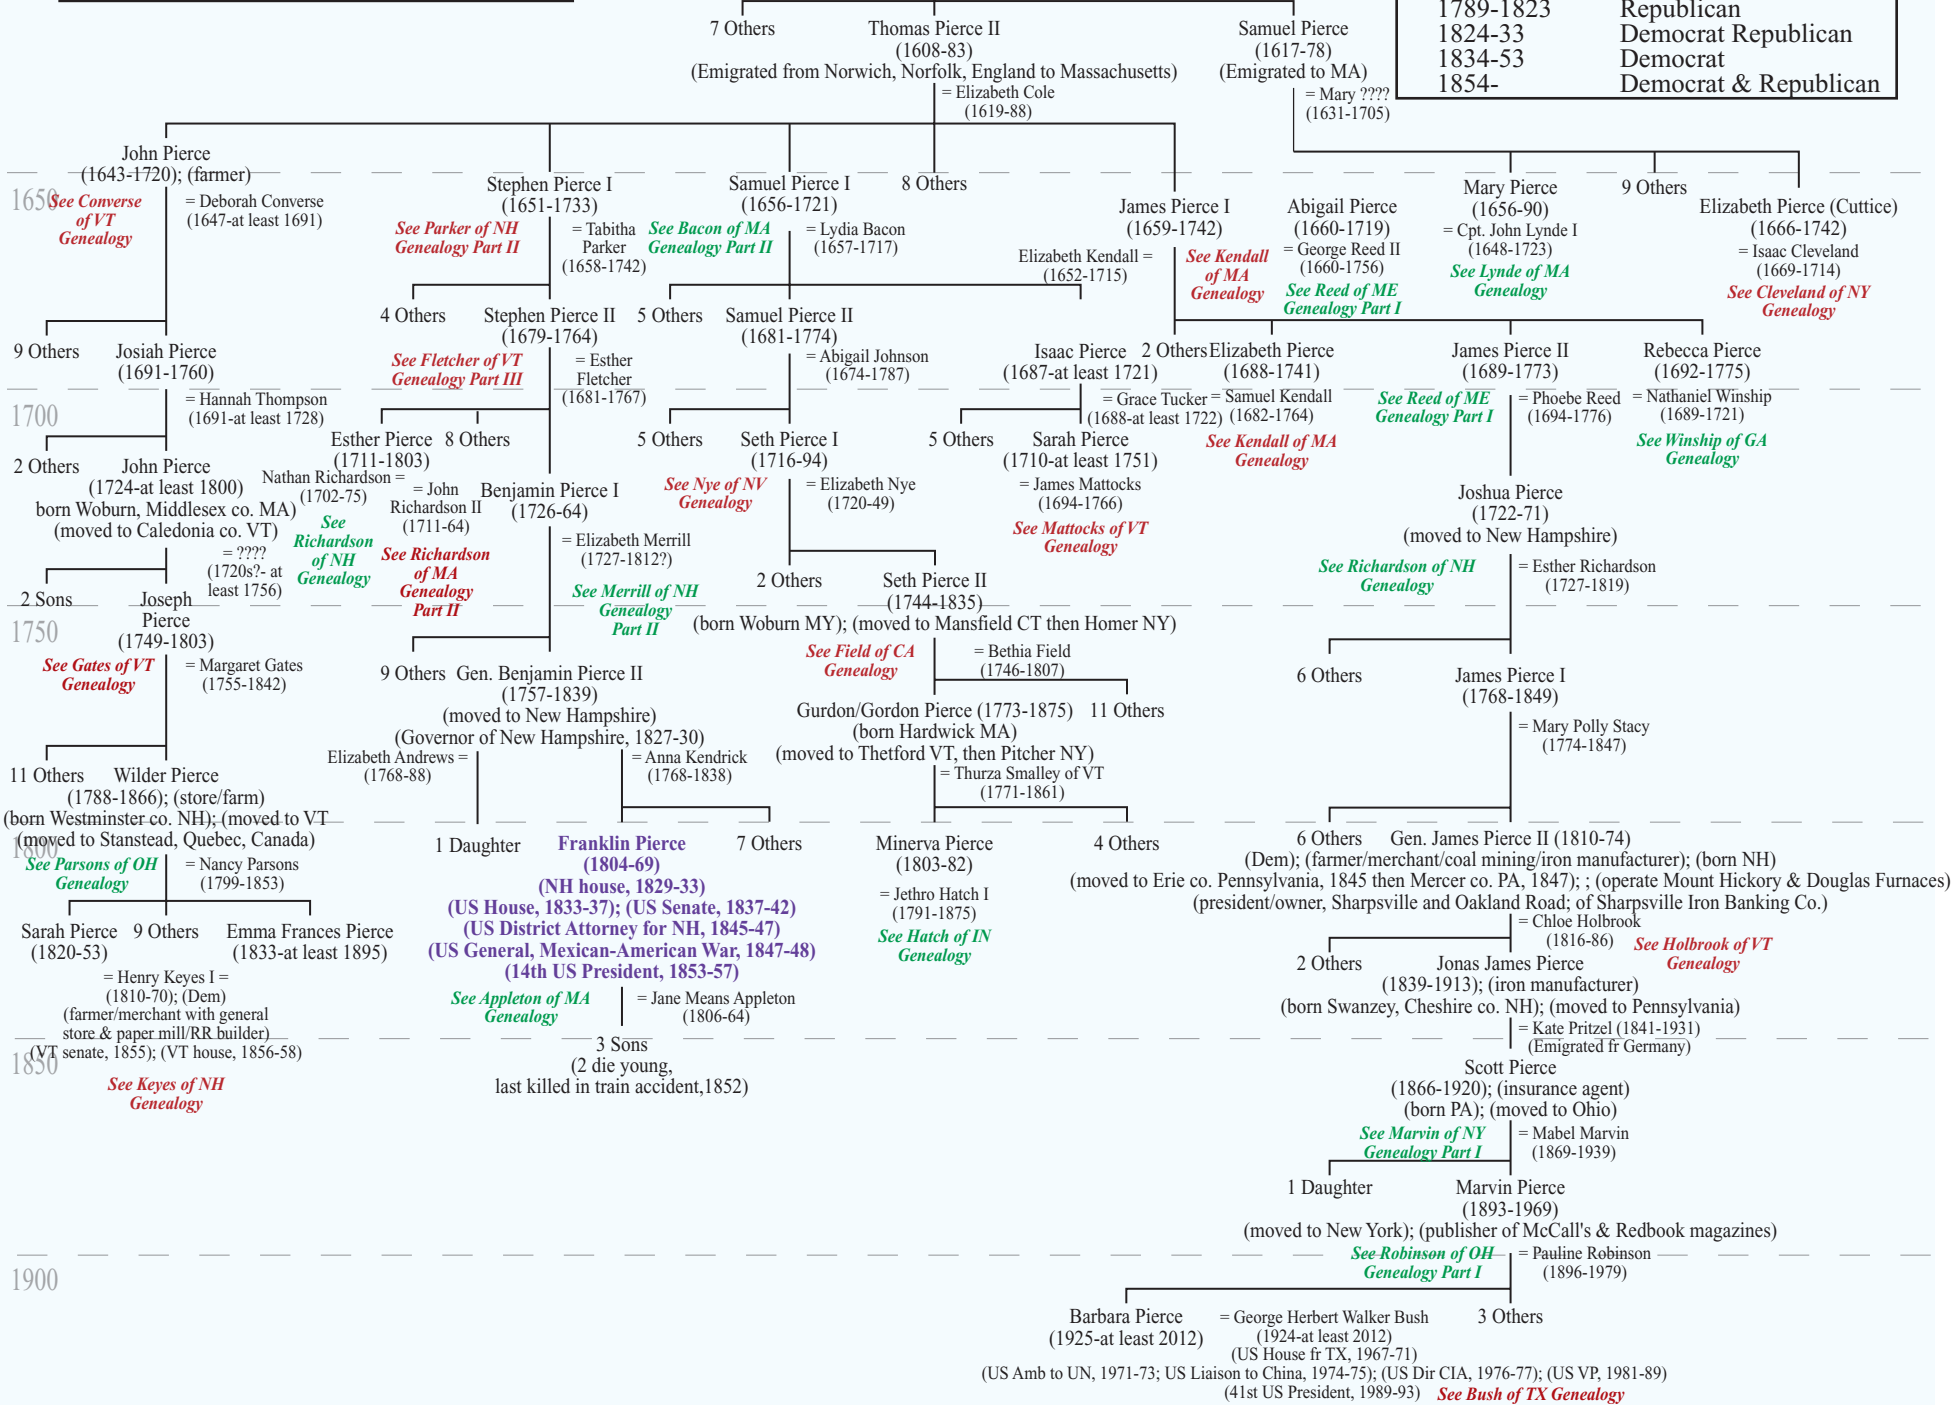 1789-1823 Republican
1824-33 Democrat Republican
1834-53 Democrat
1854- Democrat & Republican
7 Others
Thomas Pierce II
(1608-83)
(Emigrated from Norwich, Norfolk, England to Massachusetts)
= Elizabeth Cole
(1619-88)
Samuel Pierce
(1617-78)
(Emigrated to MA)
= Mary ????
(1631-1705)
John Pierce
(1643-1720); (farmer)
1650
See Converse
of VT
Genealogy
= Deborah Converse
(1647-at least 1691)
Stephen Pierce I
(1651-1733)
See Parker of NH
Genealogy Part II
= Tabitha
Parker
(1658-1742)
Samuel Pierce I
(1656-1721)
See Bacon of MA
Genealogy Part II
= Lydia Bacon
(1657-1717)
8 Others
James Pierce I
(1659-1742)
Elizabeth Kendall =
(1652-1715)
See Kendall
of MA
Genealogy
Abigail Pierce
(1660-1719)
= George Reed II
(1660-1756)
See Reed of ME
Genealogy Part I
Mary Pierce
(1656-90)
= Cpt. John Lynde I
(1648-1723)
See Lynde of MA
Genealogy
9 Others
Elizabeth Pierce (Cuttice)
(1666-1742)
= Isaac Cleveland
(1669-1714)
See Cleveland of NY
Genealogy
9 Others
Josiah Pierce
(1691-1760)
= Hannah Thompson
(1691-at least 1728)
4 Others
Stephen Pierce II
(1679-1764)
See Fletcher of VT
Genealogy Part III
= Esther
Fletcher
(1681-1767)
5 Others
Samuel Pierce II
(1681-1774)
= Abigail Johnson
(1674-1787)
Isaac Pierce
(1687-at least 1721)
= Grace Tucker
(1688-at least 1722)
2 Others
Elizabeth Pierce
(1688-1741)
= Samuel Kendall
(1682-1764)
See Kendall of MA
Genealogy
James Pierce II
(1689-1773)
See Reed of ME
Genealogy Part I
= Phoebe Reed
(1694-1776)
Rebecca Pierce
(1692-1775)
= Nathaniel Winship
(1689-1721)
See Winship of GA
Genealogy
1700
2 Others
John Pierce
(1724-at least 1800)
born Woburn, Middlesex co. MA)
(moved to Caledonia co. VT)
= ????
(1720s?- at
least 1756)
Esther Pierce
(1711-1803)
8 Others
Nathan Richardson =
(1702-75)
See
Richardson
of NH
Genealogy
= John
Richardson II
(1711-64)
See Richardson
of MA
Genealogy
Part II
Benjamin Pierce I
(1726-64)
= Elizabeth Merrill
(1727-1812?)
See Merrill of NH
Genealogy
Part II
5 Others
Seth Pierce I
(1716-94)
See Nye of NV
Genealogy
= Elizabeth Nye
(1720-49)
5 Others
Sarah Pierce
(1710-at least 1751)
= James Mattocks
(1694-1766)
See Mattocks of VT
Genealogy
Joshua Pierce
(1722-71)
(moved to New Hampshire)
See Richardson of NH
Genealogy
= Esther Richardson
(1727-1819)
1750
2 Sons
Joseph
Pierce
(1749-1803)
See Gates of VT
Genealogy
= Margaret Gates
(1755-1842)
2 Others
Seth Pierce II
(1744-1835)
(born Woburn MY); (moved to Mansfield CT then Homer NY)
See Field of CA
Genealogy
= Bethia Field
(1746-1807)
9 Others
Gen. Benjamin Pierce II
(1757-1839)
(moved to New Hampshire)
(Governor of New Hampshire, 1827-30)
Elizabeth Andrews =
(1768-88)
= Anna Kendrick
(1768-1838)
Gurdon/Gordon Pierce (1773-1875)
(born Hardwick MA)
(moved to Thetford VT, then Pitcher NY)
= Thurza Smalley of VT
(1771-1861)
11 Others
6 Others
James Pierce I
(1768-1849)
= Mary Polly Stacy
(1774-1847)
11 Others
Wilder Pierce
(1788-1866); (store/farm)
(born Westminster co. NH); (moved to VT
(moved to Stanstead, Quebec, Canada)
1800
See Parsons of OH
Genealogy
= Nancy Parsons
(1799-1853)
1 Daughter
Franklin Pierce
(1804-69)
(NH house, 1829-33)
(US House, 1833-37); (US Senate, 1837-42)
(US District Attorney for NH, 1845-47)
(US General, Mexican-American War, 1847-48)
(14th US President, 1853-57)
See Appleton of MA
Genealogy
= Jane Means Appleton
(1806-64)
7 Others
Minerva Pierce
(1803-82)
= Jethro Hatch I
(1791-1875)
See Hatch of IN
Genealogy
4 Others
6 Others
Gen. James Pierce II (1810-74)
(Dem); (farmer/merchant/coal mining/iron manufacturer); (born NH)
(moved to Erie co. Pennsylvania, 1845 then Mercer co. PA, 1847); ; (operate Mount Hickory & Douglas Furnaces)
(president/owner, Sharpsville and Oakland Road; of Sharpsville Iron Banking Co.)
= Chloe Holbrook
(1816-86)
See Holbrook of VT
Genealogy
Sarah Pierce
(1820-53)
9 Others
Emma Frances Pierce
(1833-at least 1895)
= Henry Keyes I =
(1810-70); (Dem)
(farmer/merchant with general
store & paper mill/RR builder)
(VT senate, 1855); (VT house, 1856-58)
See Keyes of NH
Genealogy
2 Others
Jonas James Pierce
(1839-1913); (iron manufacturer)
(born Swanzey, Cheshire co. NH); (moved to Pennsylvania)
= Kate Pritzel (1841-1931)
(Emigrated fr Germany)
1850
3 Sons
(2 die young,
last killed in train accident,1852)
Scott Pierce
(1866-1920); (insurance agent)
(born PA); (moved to Ohio)
See Marvin of NY
Genealogy Part I
= Mabel Marvin
(1869-1939)
1 Daughter
Marvin Pierce
(1893-1969)
(moved to New York); (publisher of McCall's & Redbook magazines)
1900
See Robinson of OH
Genealogy Part I
= Pauline Robinson
(1896-1979)
Barbara Pierce
(1925-at least 2012)
= George Herbert Walker Bush
(1924-at least 2012)
(US House fr TX, 1967-71)
(US Amb to UN, 1971-73; US Liaison to China, 1974-75); (US Dir CIA, 1976-77); (US VP, 1981-89)
(41st US President, 1989-93) See Bush of TX Genealogy
3 Others